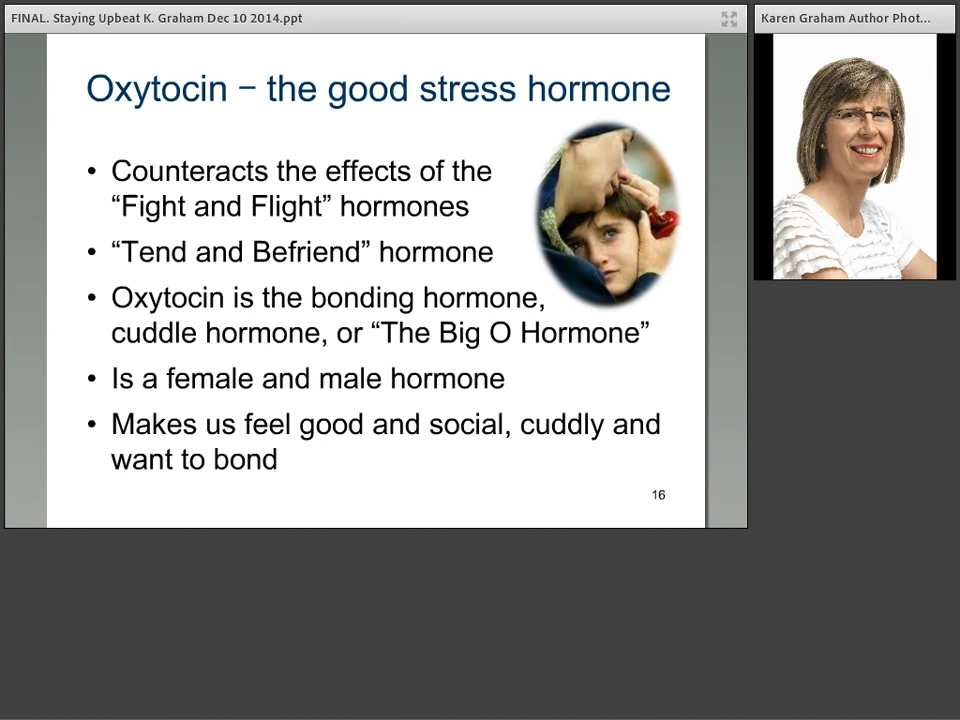 FINAL. Staying Upbeat K. Graham Dec 10 2014.ppt
Karen Graham Author Phot...
Oxytocin − the good stress hormone
• Counteracts the effects of the
“Fight and Flight” hormones
• “Tend and Befriend” hormone
• Oxytocin is the bonding hormone,
cuddle hormone, or “The Big O Hormone”
• Is a female and male hormone
• Makes us feel good and social, cuddly and
want to bond
16